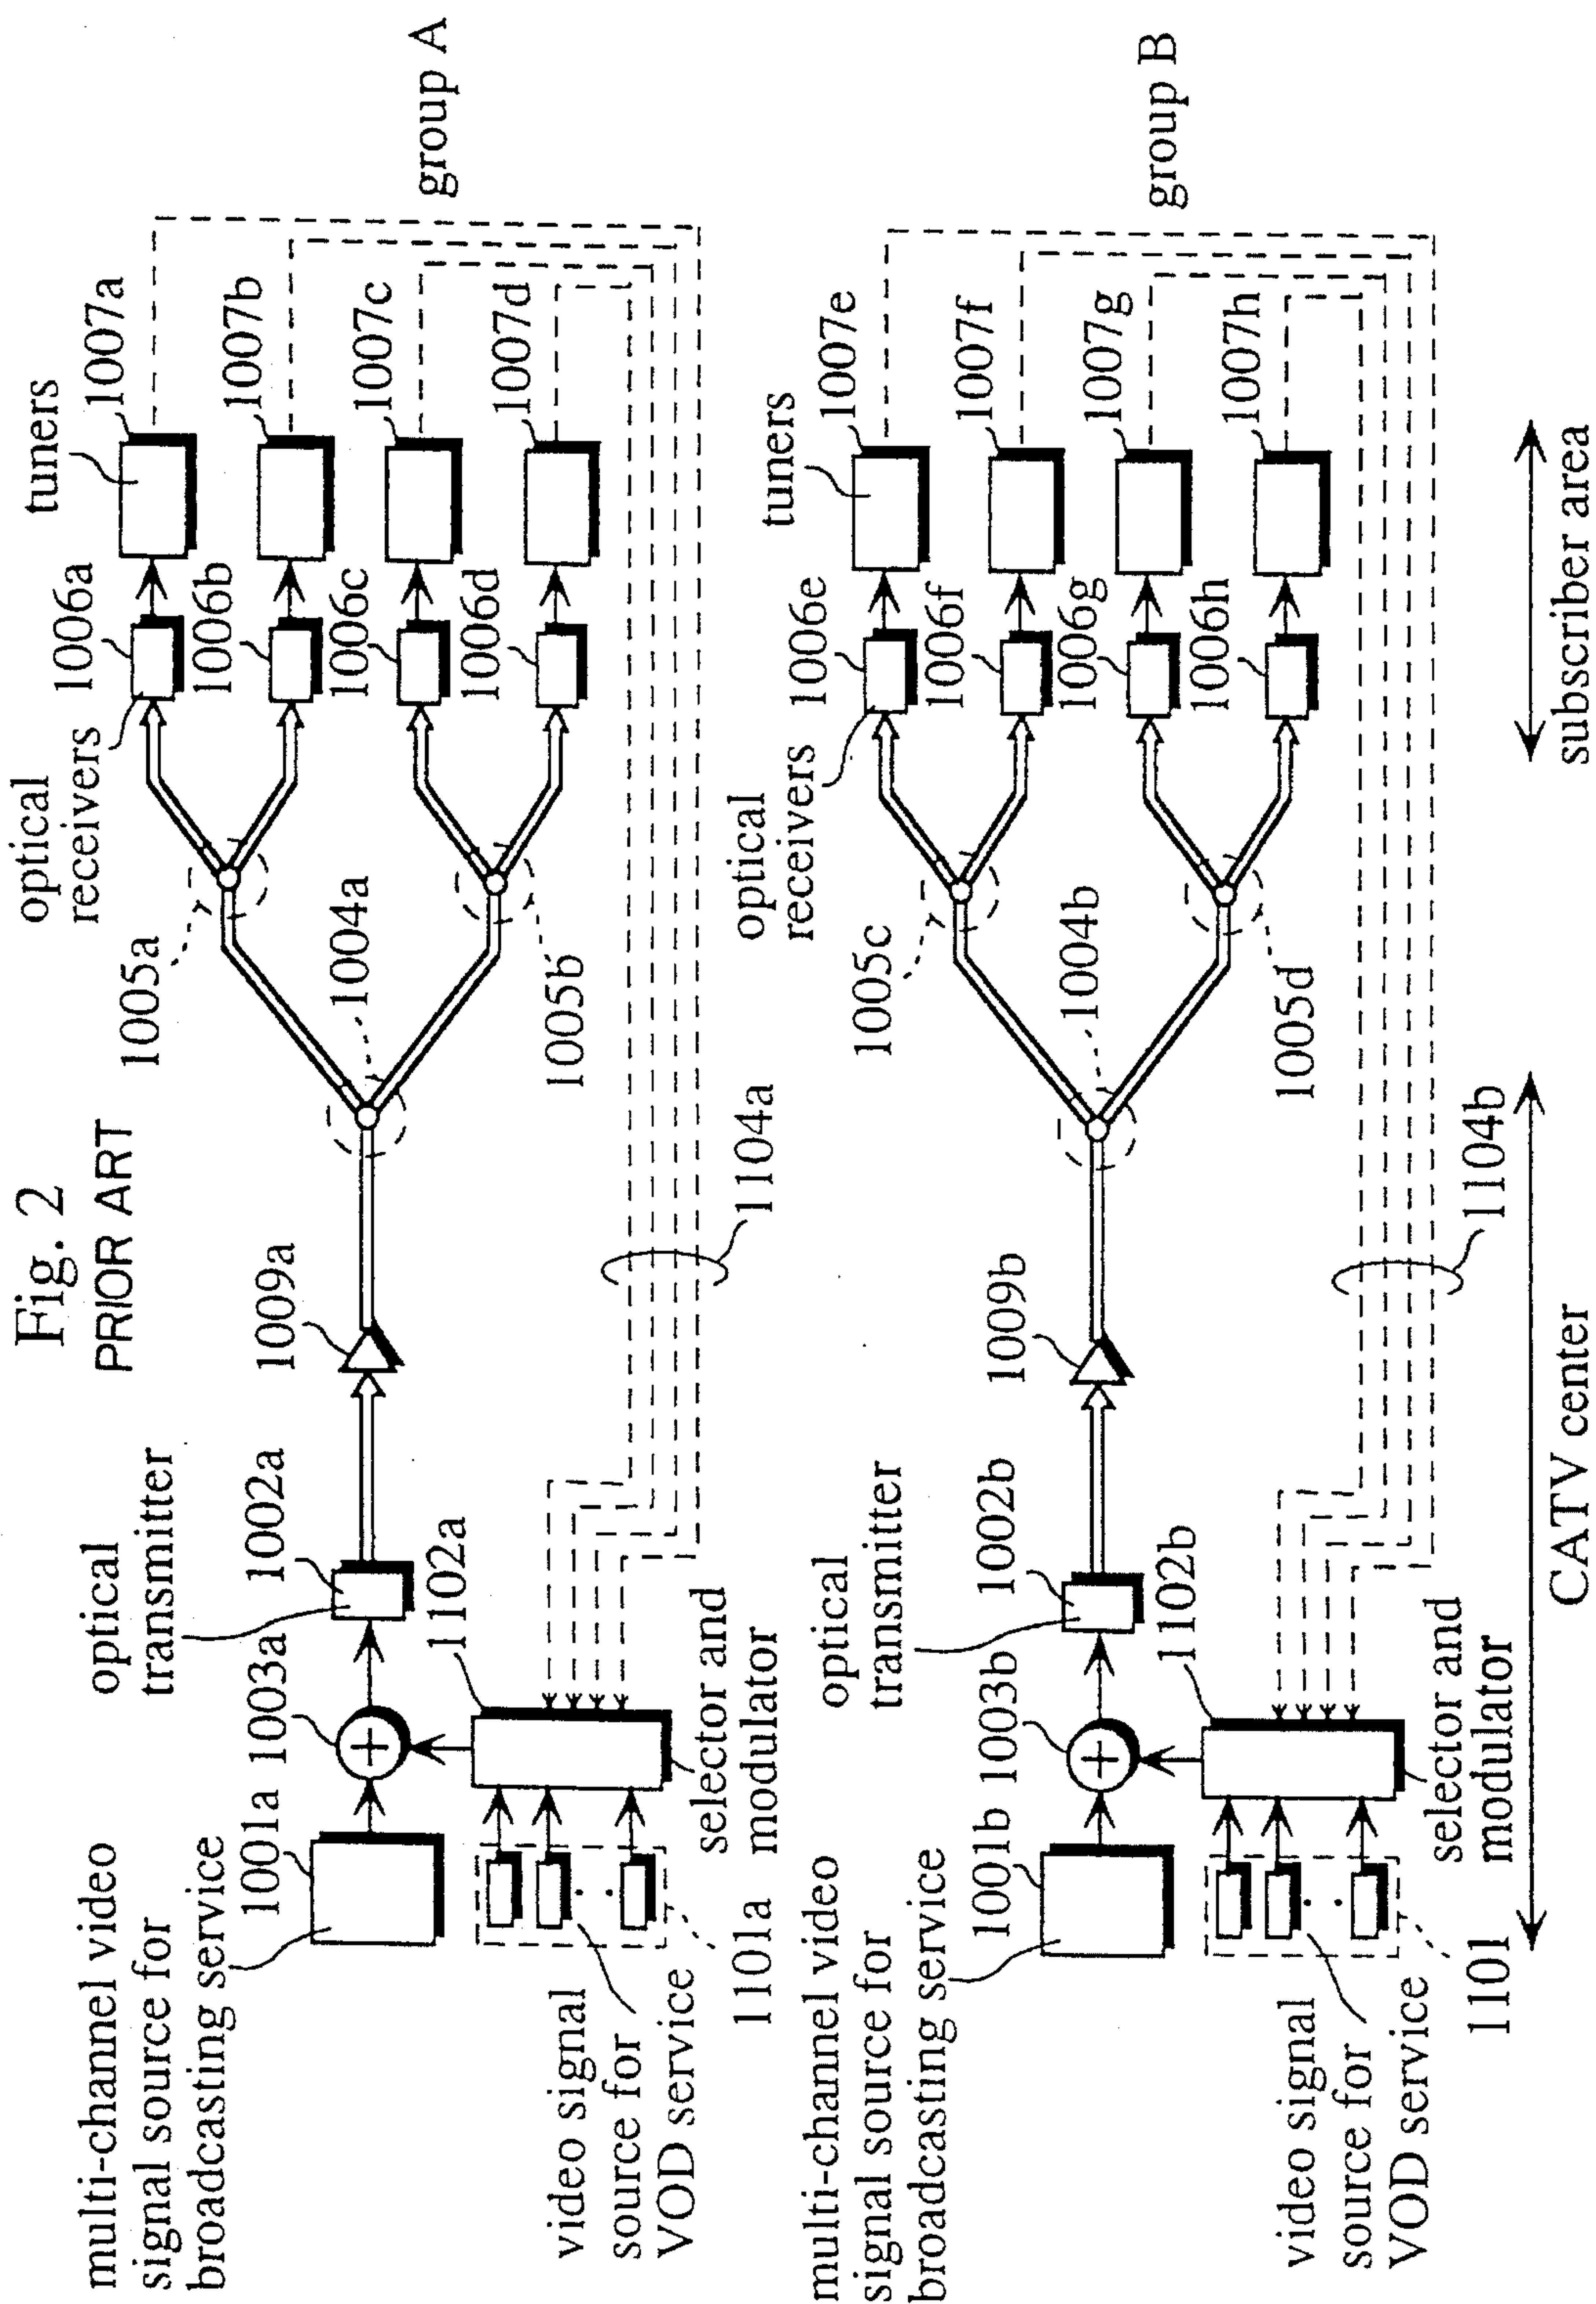 Fig. 2
PRIOR ART
multi-channel video
signal source for
broadcasting service
1001a
1003a
optical
transmitter
1002a
1009a
1005a
1004a
1005b
optical
receivers
1006a
1006b
1006c
1006d
tuners
1007a
1007b
1007c
1007d
group A
video signal
source for
VOD service
1101a
selector and
modulator
1102a
1104a
multi-channel video
signal source for
broadcasting service
1001b
1003b
optical
transmitter
1002b
1009b
1005c
1004b
1005d
optical
receivers
1006e
1006f
1006g
1006h
tuners
1007e
1007f
1007g
1007h
group B
video signal
source for
VOD service
1101
selector and
modulator
1102b
1104b
CATV center
subscriber area